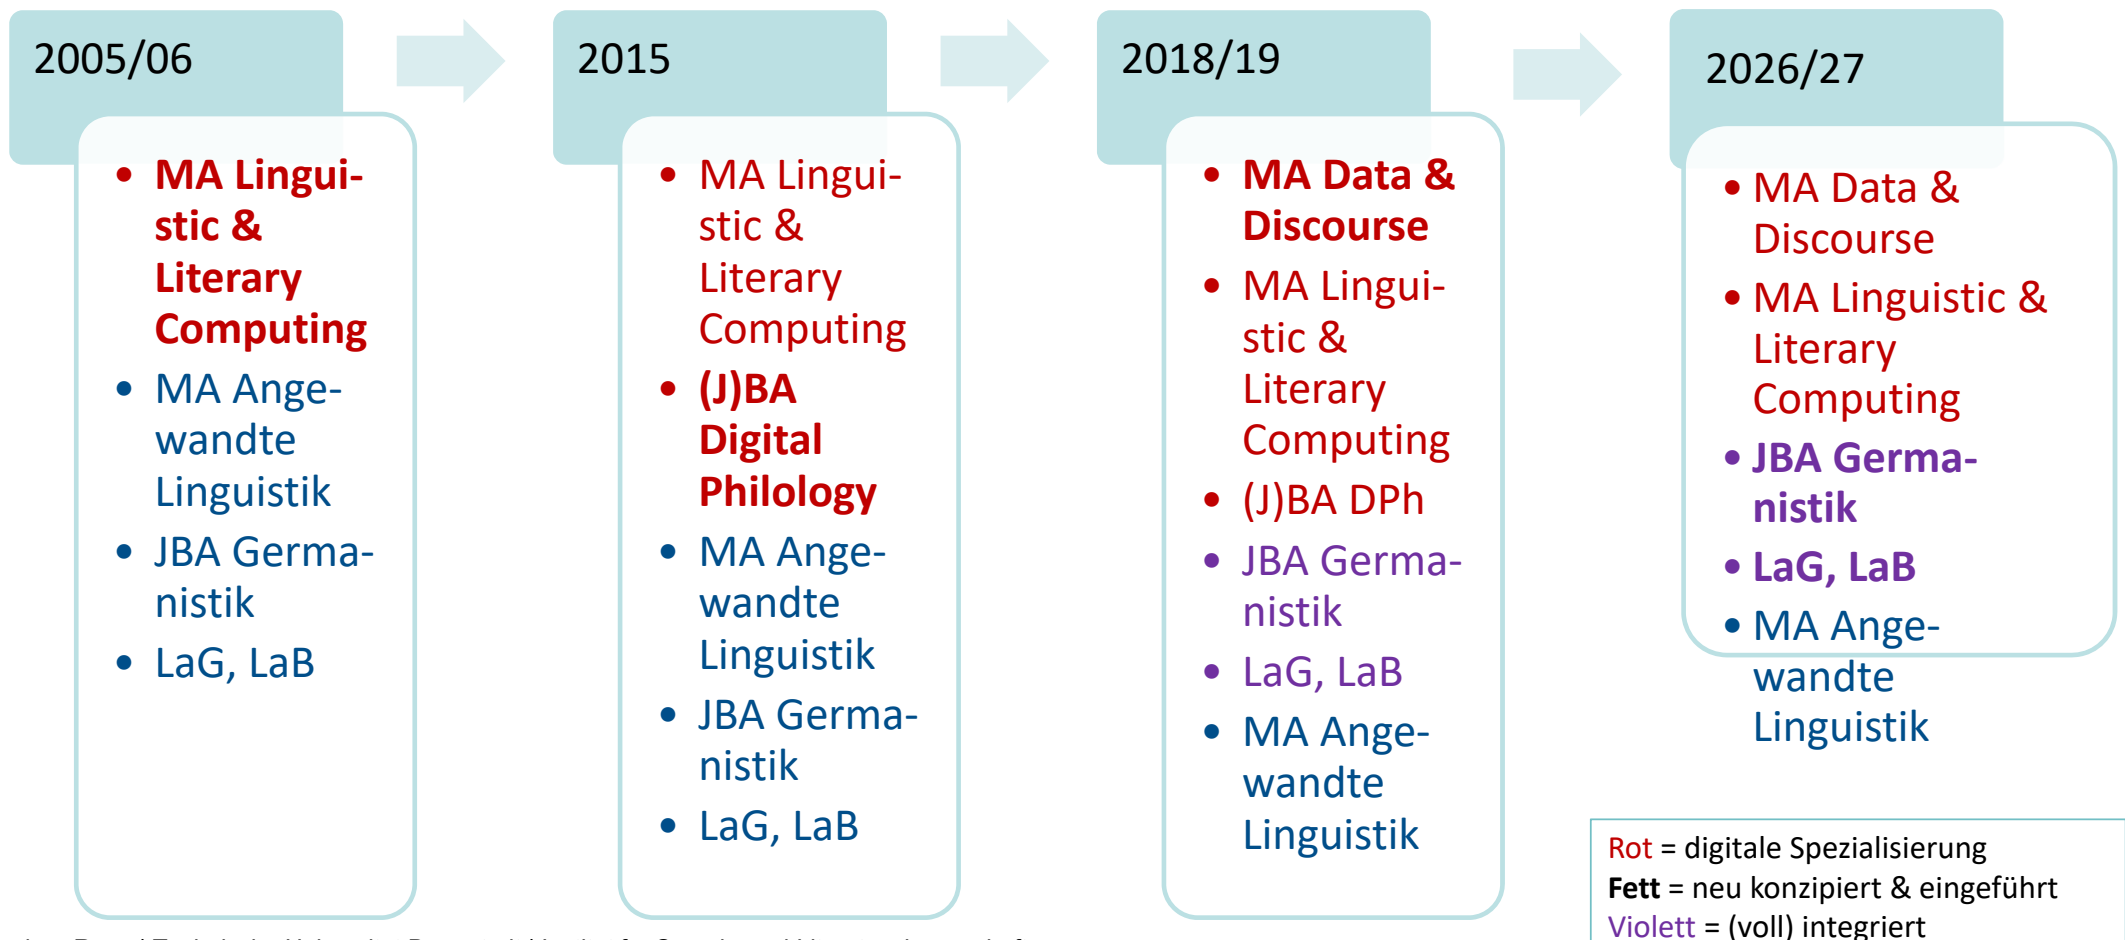 2005/06
• MA Lingui-
stic &
Literary
Computing
• MA Ange-
wandte
Linguistik
• JBA Germa-
nistik
• LaG, LaB
2015
• MA Lingui-
stic &
Literary
Computing
• (J)BA
Digital
Philology
• MA Ange-
wandte
Linguistik
• JBA Germa-
nistik
• LaG, LaB
2018/19
• MA Data &
Discourse
• MA Lingui-
stic &
Literary
Computing
• (J)BA DPh
• JBA Germa-
nistik
• LaG, LaB
• MA Ange-
wandte
Linguistik
2026/27
• MA Data &
Discourse
• MA Linguistic &
Literary
Computing
• JBA Germa-
nistik
• LaG, LaB
• MA Ange-
wandte
Linguistik
Rot = digitale Spezialisierung
Fett = neu konzipiert & eingeführt
Violett = (voll) integriert